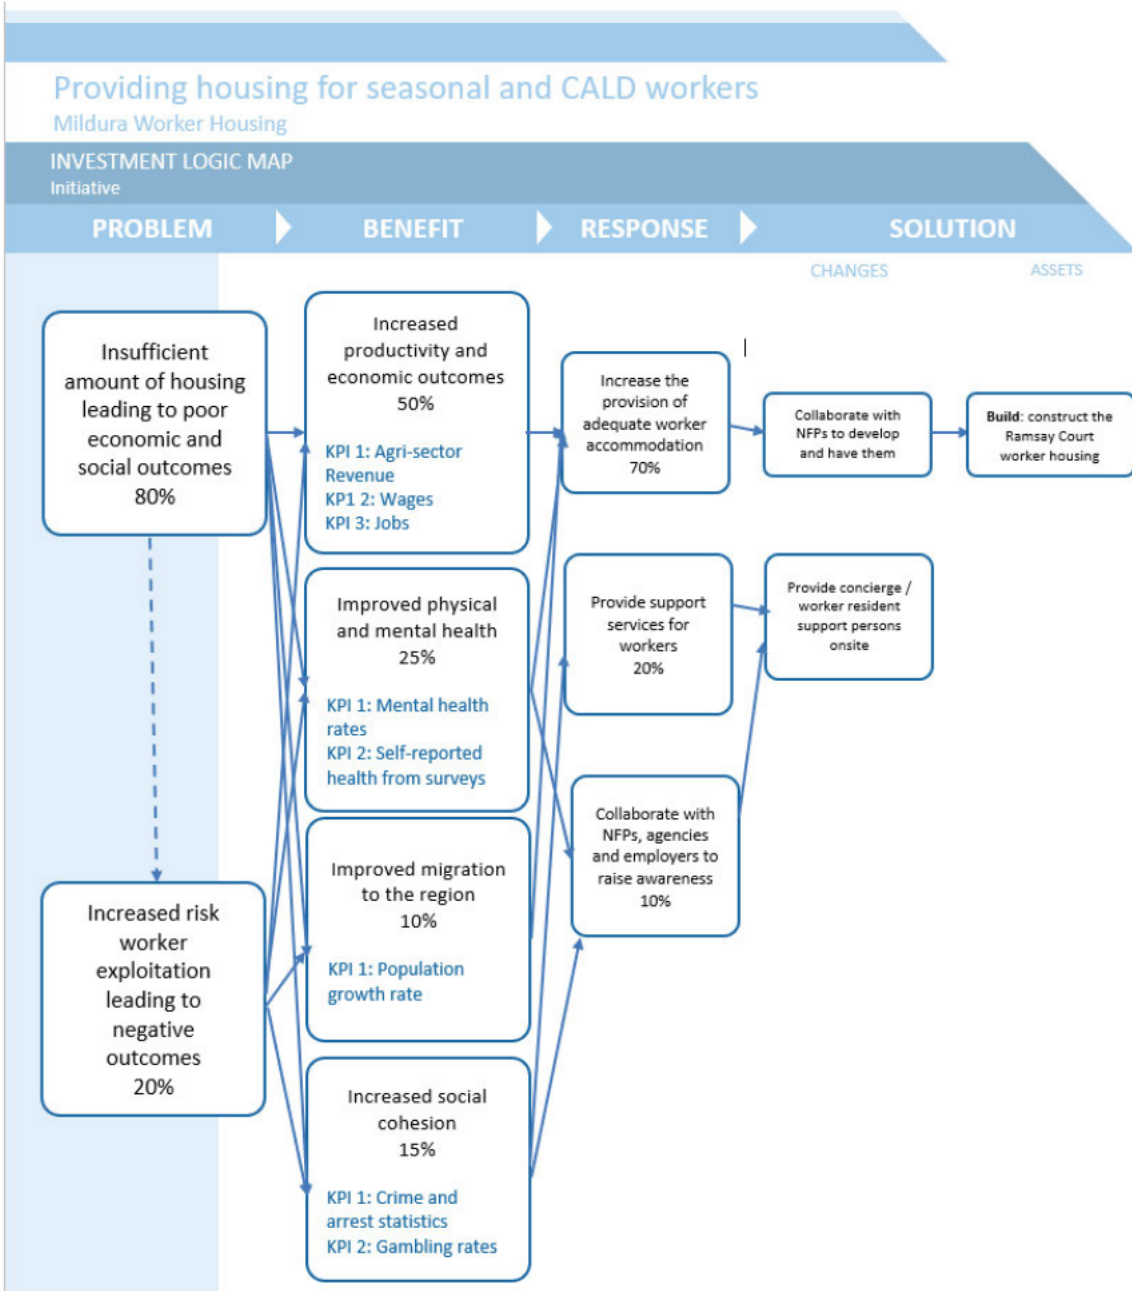 Providing housing for seasonal and CALD workers
Mildura Worker Housing
INVESTMENT LOGIC MAP
Initiative
PROBLEM
BENEFIT
RESPONSE
SOLUTION
CHANGES
ASSETS
Insufficient
amount of housing
leading to poor
economic and
social outcomes
80%
Increased risk
worker
exploitation
leading to
negative
outcomes
20%
Increased
productivity and
economic outcomes
50%
KPI 1: Agri-sector
Revenue
KP1 2: Wages
KPI 3: Jobs
Improved physical
and mental health
25%
KPI 1: Mental health
rates
KPI 2: Self-reported
health from surveys
Improved migration
to the region
10%
KPI 1: Population
growth rate
Increased social
cohesion
15%
KPI 1: Crime and
arrest statistics
KPI 2: Gambling rates
Increase the
provision of
adequate worker
accommodation
70%
Provide support
services for
workers
20%
Collaborate with
NFPs, agencies
and employers to
raise awareness
10%
Collaborate with
NFPs to develop
and have them
Provide concierge /
worker resident
support persons
onsite
Build: construct the
Ramsay Court
worker housing